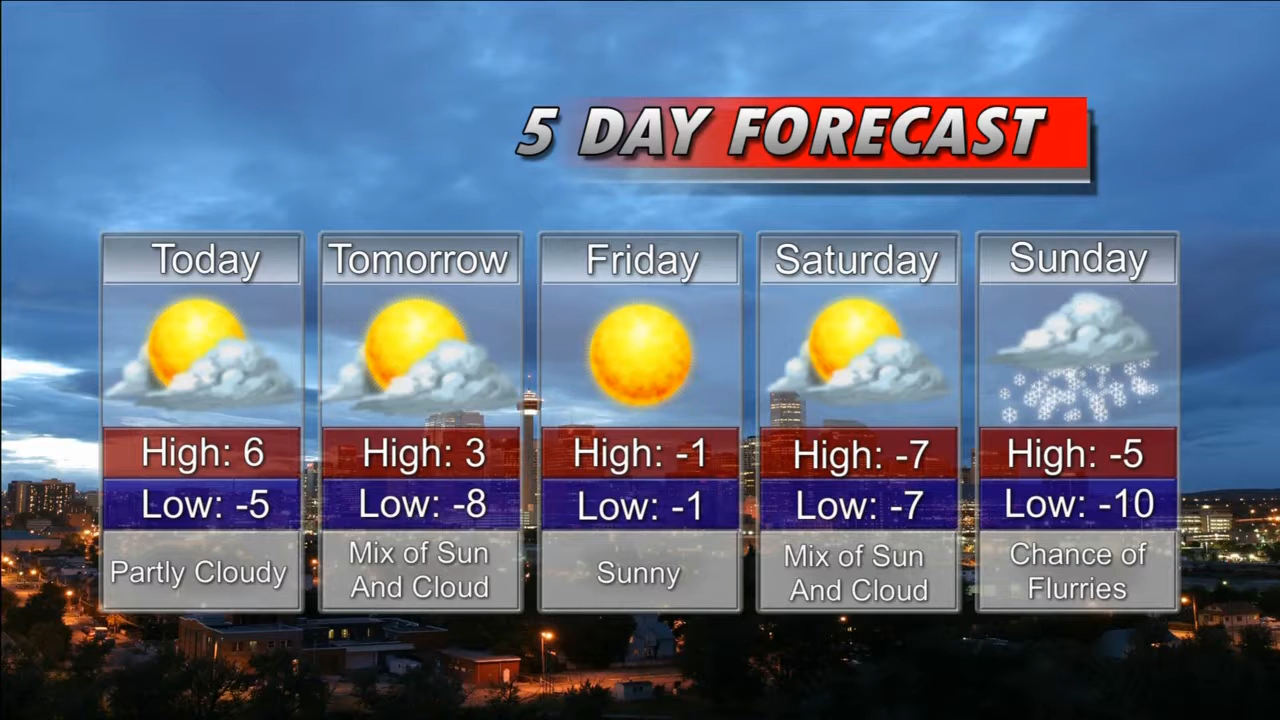 5 DAY FORECAST
Today
High: 6
Low: -5
Partly Cloudy
Tomorrow
High: 3
Low: -8
Mix of Sun
And Cloud
Friday
High: -1
Low: -1
Sunny
Saturday
High: -7
Low: -7
Mix of Sun
And Cloud
Sunday
High: -5
Low: -10
Chance of
Flurries